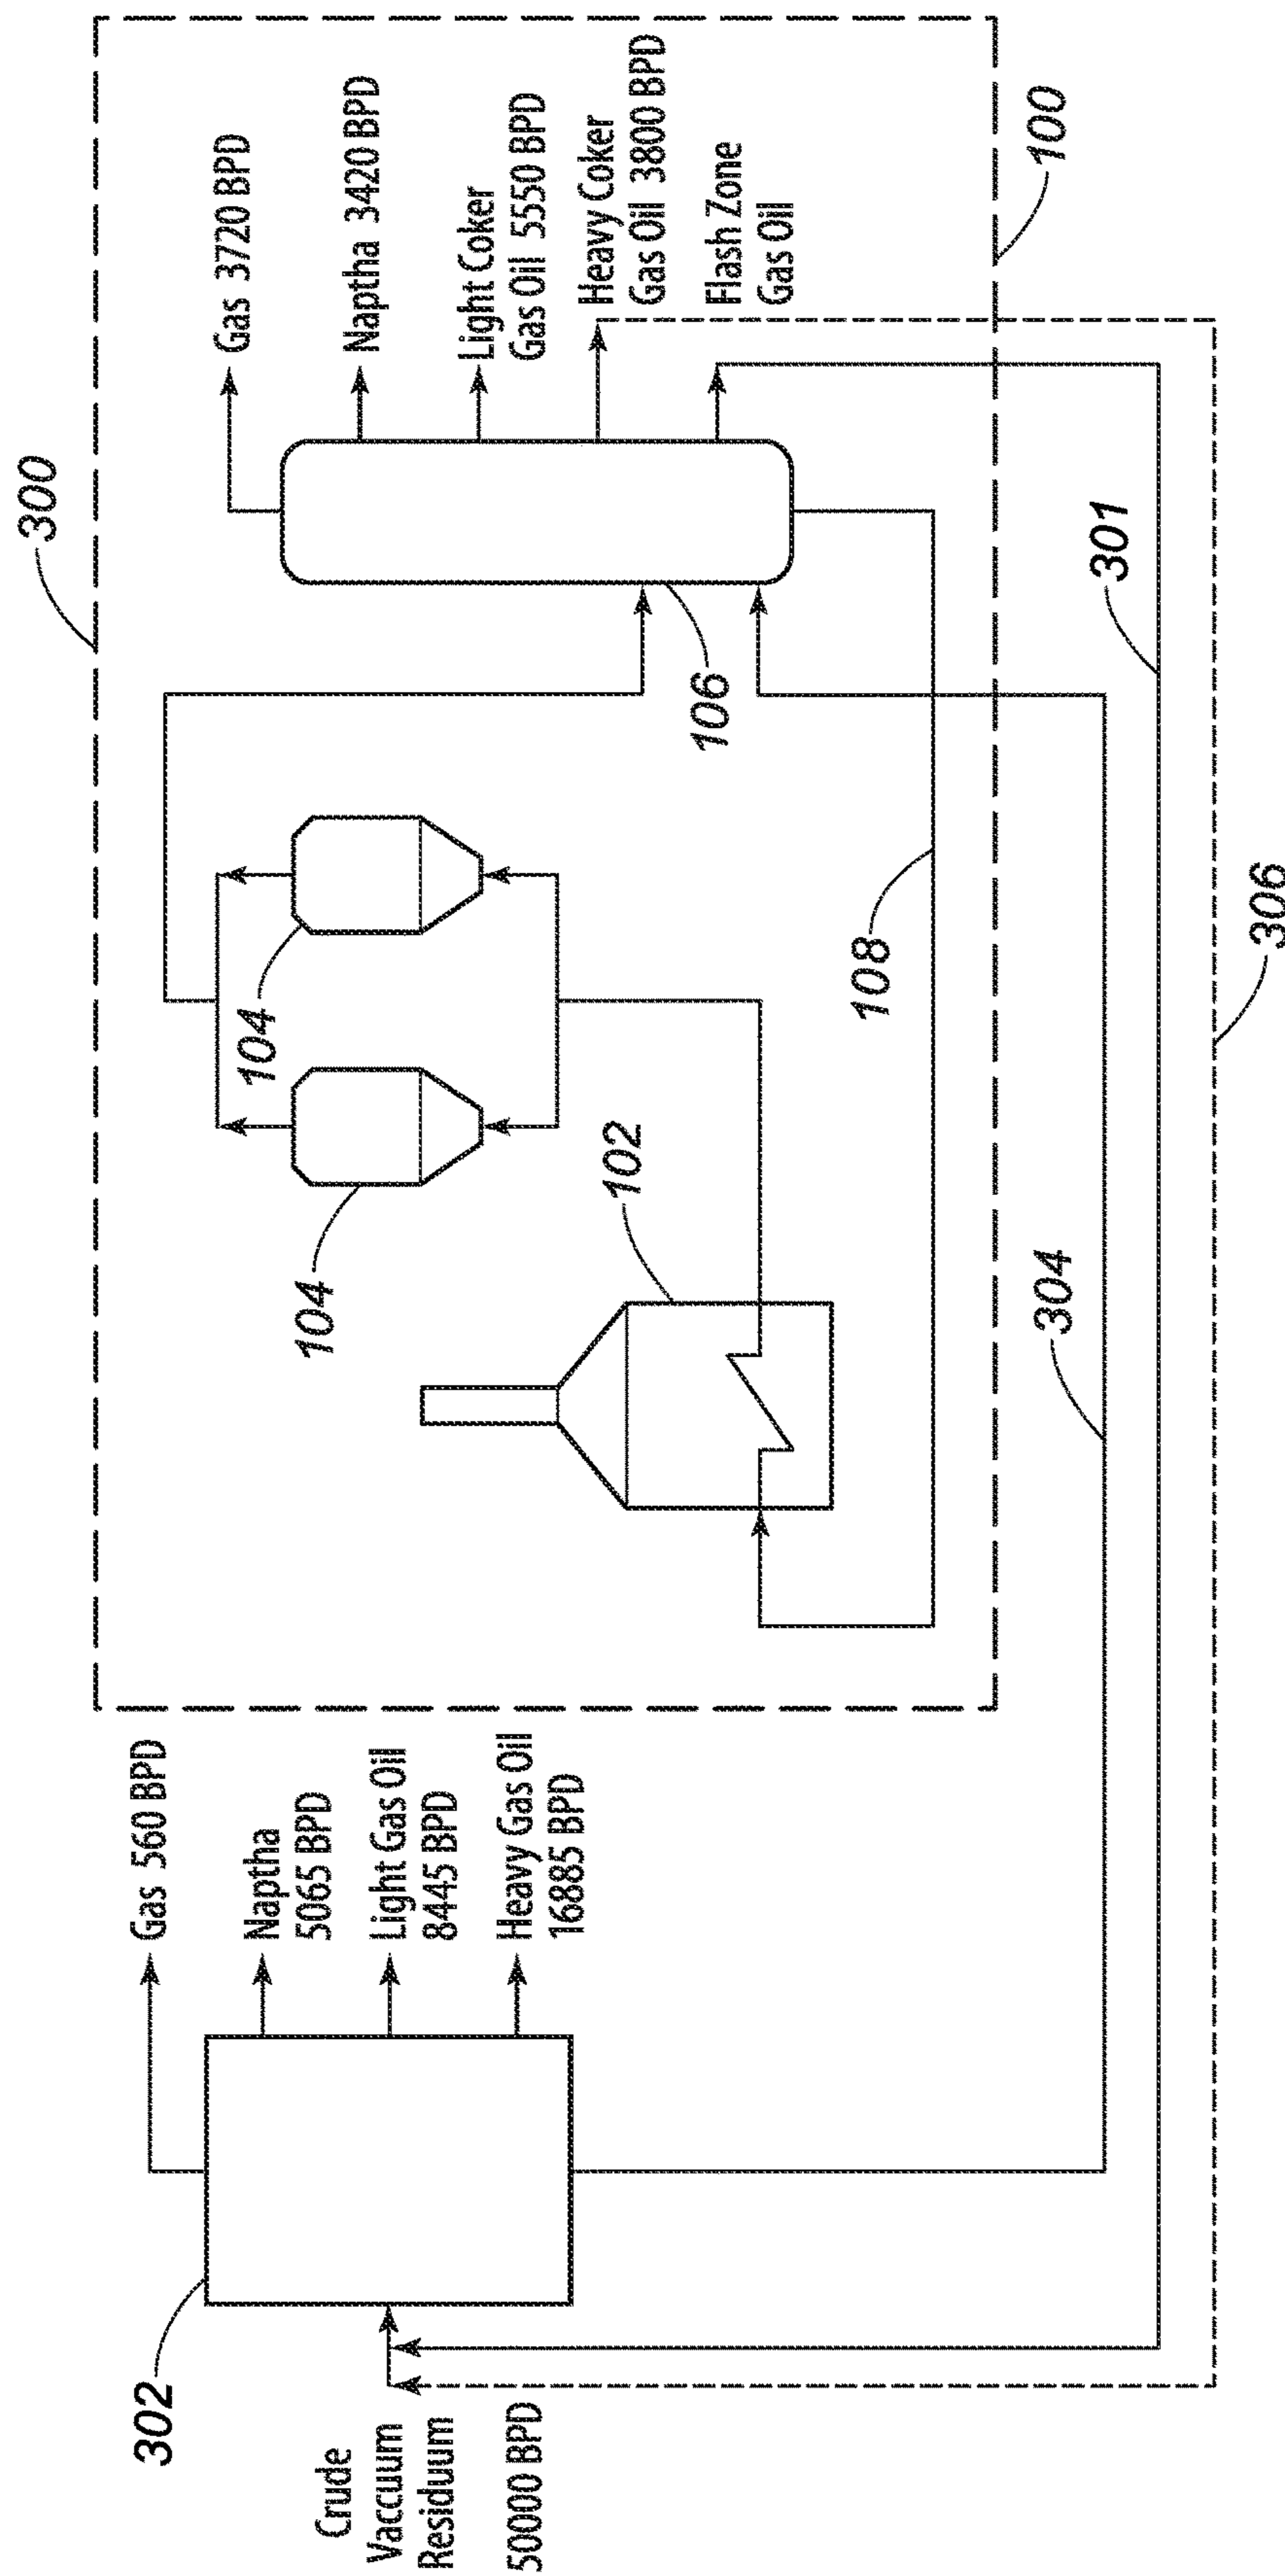 300
Gas 3720 BPD
Naptha 3420 BPD
Light Coker
Gas Oil 5550 BPD
Heavy Coker
Gas Oil 3800 BPD
Flash Zone
Gas Oil
100
106
104
104
102
108
301
304
306
Gas 560 BPD
Naptha
5065 BPD
Light Gas Oil
8445 BPD
Heavy Gas Oil
16885 BPD
302
Crude
Vaccuum
Residuum
50000 BPD